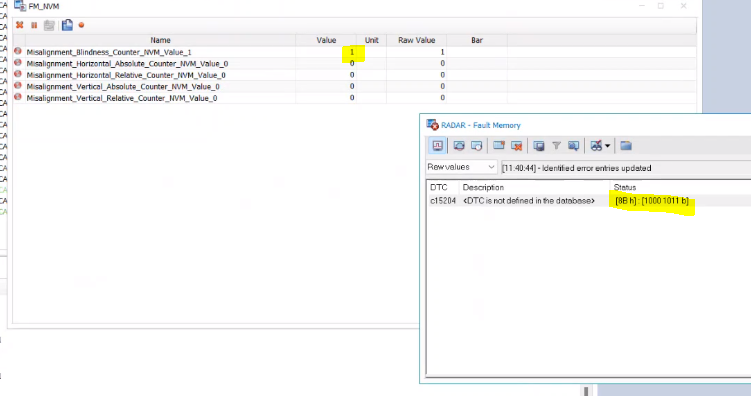 FM_NVM
Name Value Unit Raw Value Bar
Misalignment_Blindness_Counter_NVM_Value_1 1 1
Misalignment_Horizontal_Absolute_Counter_NVM_Value_0 0 0
Misalignment_Horizontal_Relative_Counter_NVM_Value_0 0 0
Misalignment_Vertical_Absolute_Counter_NVM_Value_0 0 0
Misalignment_Vertical_Relative_Counter_NVM_Value_0 0 0
RADAR - Fault Memory
Raw values [11:40:44] - Identified error entries updated
DTC Description Status
c15204 <DTC is not defined in the database> [8B h] : [10001011 b]